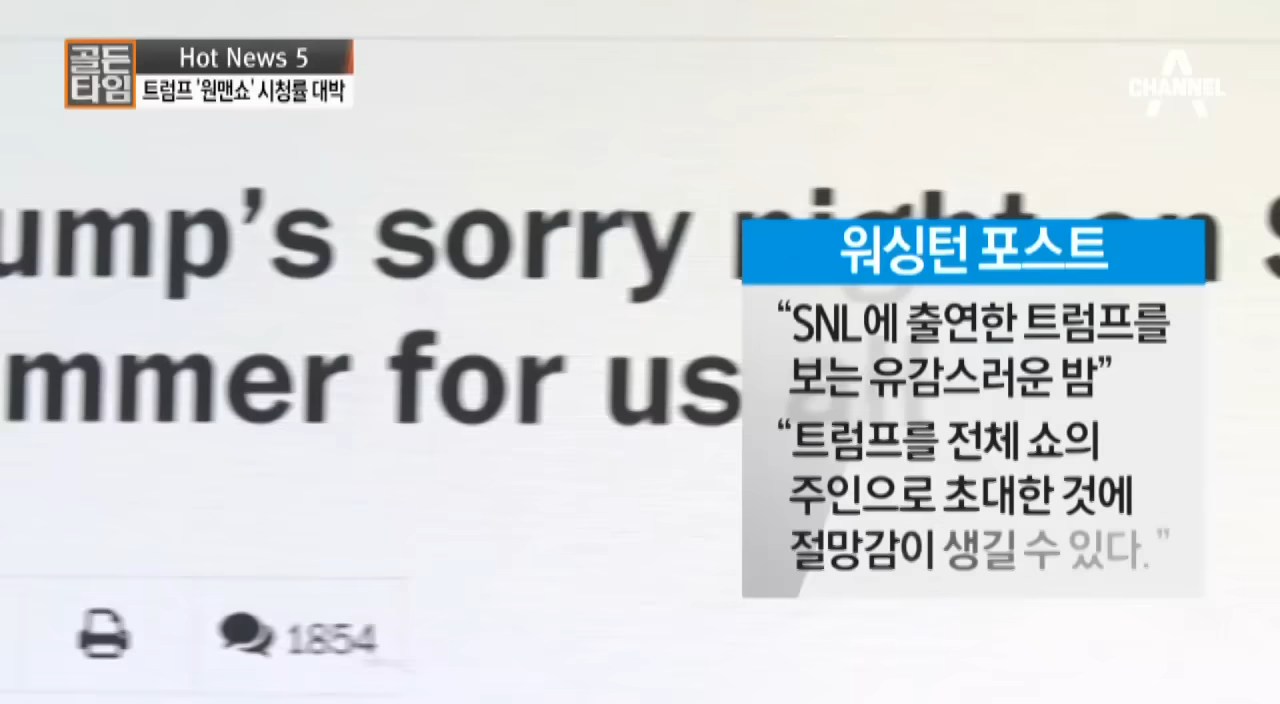 골든
타임
Hot News 5
트럼프 '원맨쇼' 시청률 대박
CHANNEL A
ump's sorry night on S
mmer for us all
워싱턴 포스트
“SNL에 출연한 트럼프를
보는 유감스러운 밤”
“트럼프를 전체 쇼의
주인으로 초대한 것에
절망감이 생길 수 있다.”
1854